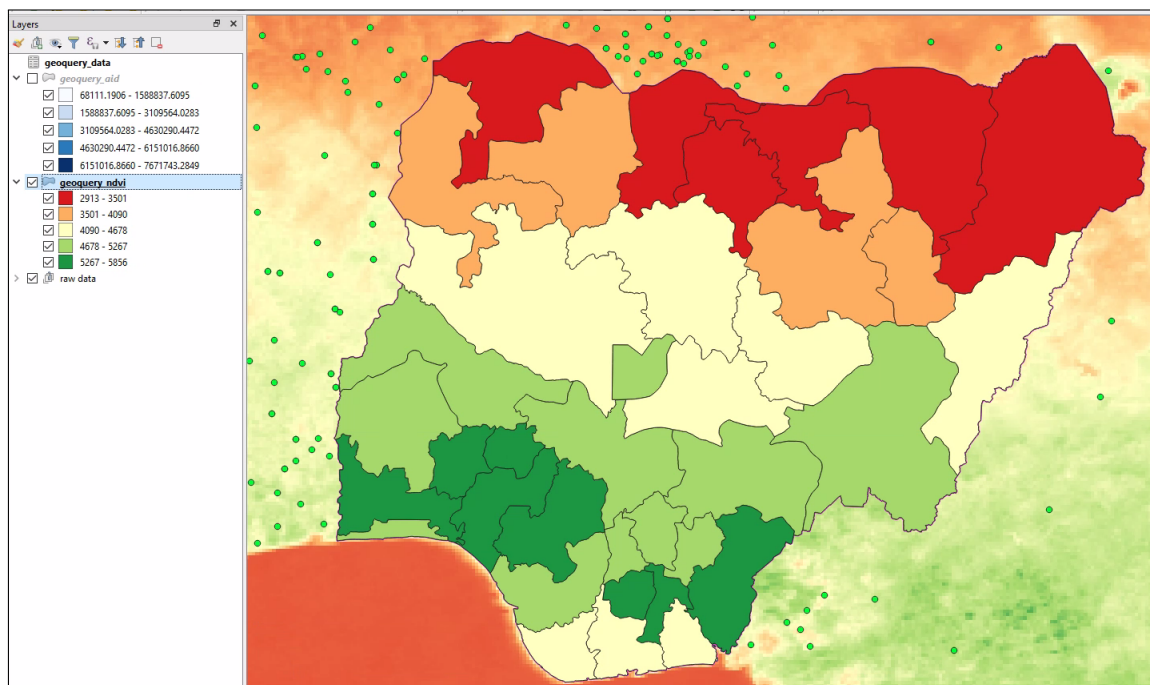 Layers
geoquery_data
geoquery_aid
68111.1906 - 1588837.6095
1588837.6095 - 3109564.0283
3109564.0283 - 4630290.4472
4630290.4472 - 6151016.8660
6151016.8660 - 7671743.2849
geoquery_ndvi
2913 - 3501
3501 - 4090
4090 - 4678
4678 - 5267
5267 - 5856
raw data